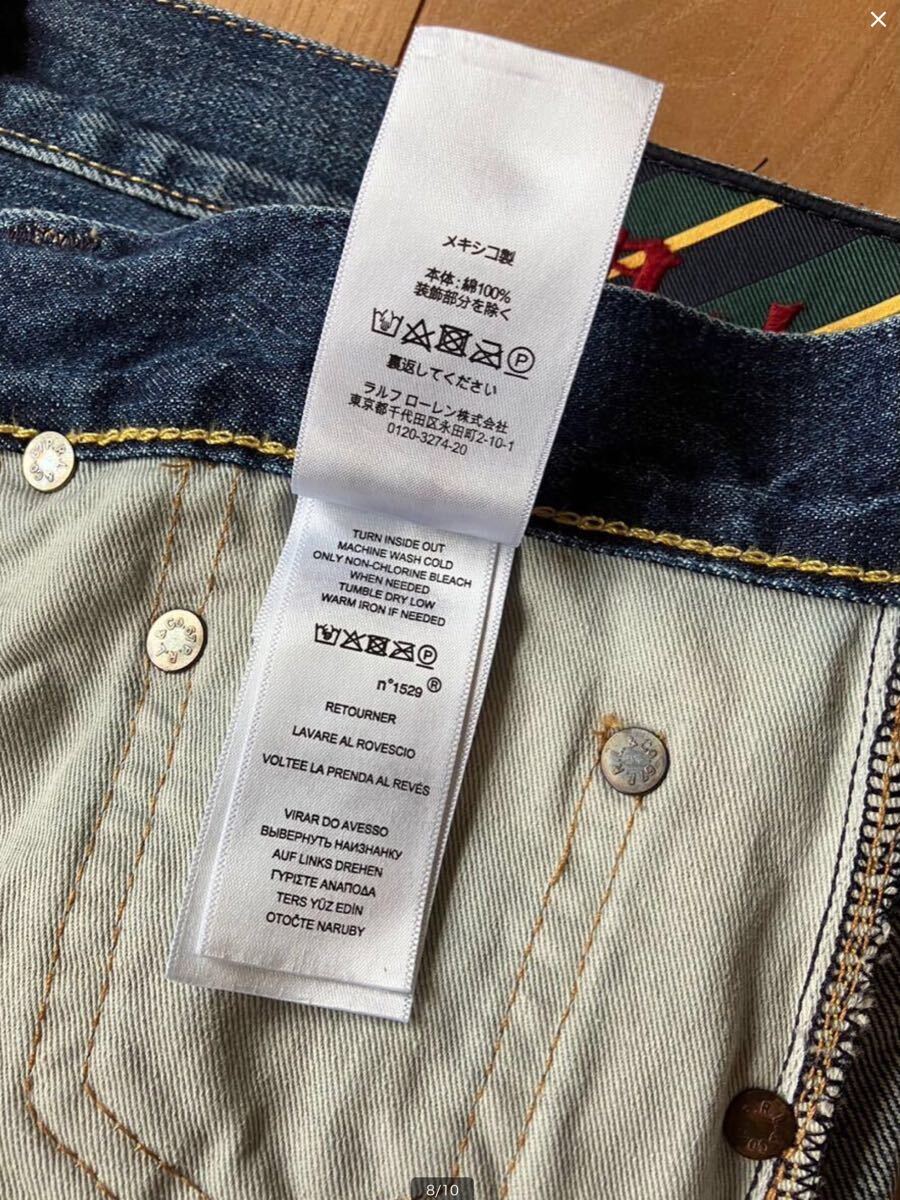 メキシコ製
本体:綿100%
装飾部分を除く
P
裏返してください
ラルフ ローレン株式会社
東京都千代田区永田町2-10-1
0120-3274-20
TURN INSIDE OUT
MACHINE WASH COLD
ONLY NON-CHLORINE BLEACH
WHEN NEEDED
TUMBLE DRY LOW
WARM IRON IF NEEDED
P
n°1529 ®
RETOURNER
LAVARE AL ROVESCIO
VOLTEE LA PRENDA AL REVÉS
VIRAR DO AVESSO
ВЫВЕРНУТЬ НАИЗНАНКУ
AUF LINKS DREHEN
ΓΥΡΙΣΤΕ ΑΝΑΠΟΔΑ
TERS YÜZ EDİN
OTOČTE NARUBY
8/10